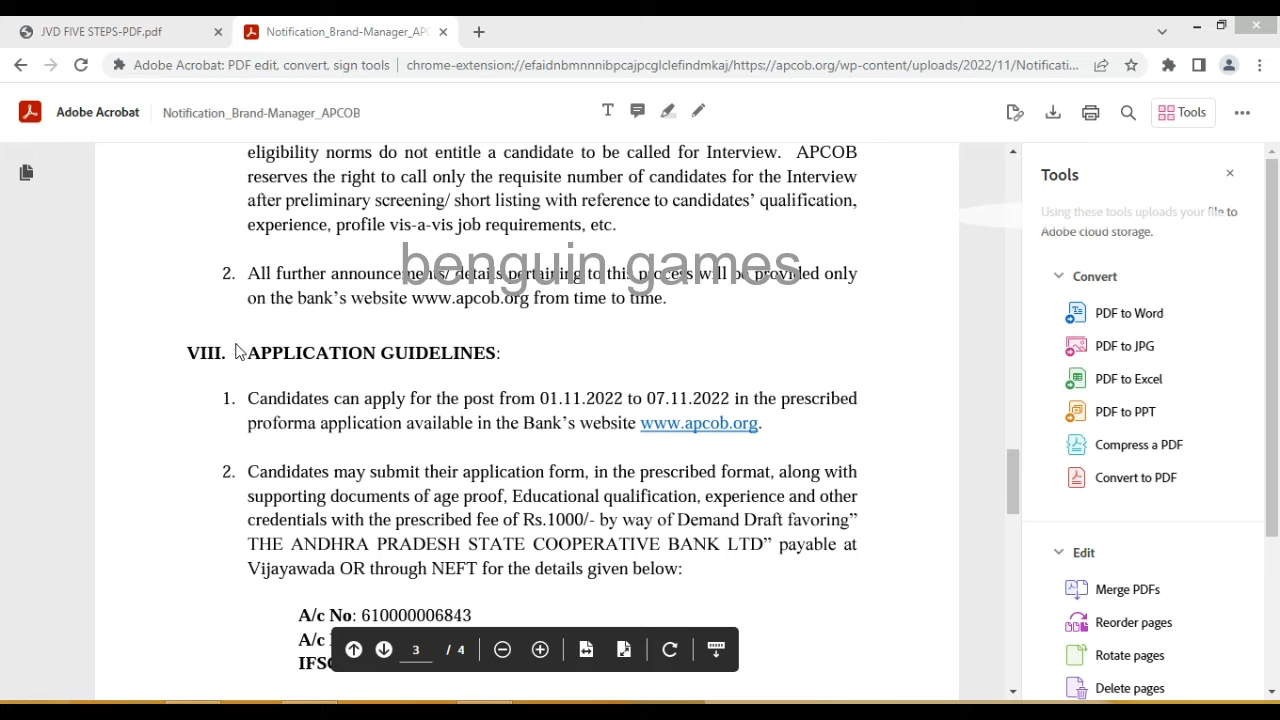 JVD FIVE STEPS-PDF.pdf
Notification_Brand-Manager_AP
Adobe Acrobat: PDF edit, convert, sign tools | chrome-extension://efaidnbmnnnibpcajpcglclefindmkaj/https://apcob.org/wp-content/uploads/2022/11/Notificati...
Adobe Acrobat
Notification_Brand-Manager_APCOB
Tools
eligibility norms do not entitle a candidate to be called for Interview. APCOB
reserves the right to call only the requisite number of candidates for the Interview
after preliminary screening/ short listing with reference to candidates' qualification,
experience, profile vis-a-vis job requirements, etc.
benguin games
2. All further announcements/ details pertaining to this process will be provided only
on the bank's website www.apcob.org from time to time.
VIII. APPLICATION GUIDELINES:
1. Candidates can apply for the post from 01.11.2022 to 07.11.2022 in the prescribed
proforma application available in the Bank's website www.apcob.org.
2. Candidates may submit their application form, in the prescribed format, along with
supporting documents of age proof, Educational qualification, experience and other
credentials with the prescribed fee of Rs.1000/- by way of Demand Draft favoring”
THE ANDHRA PRADESH STATE COOPERATIVE BANK LTD” payable at
Vijayawada OR through NEFT for the details given below:
A/c No: 610000006843
A/c
IFSC
3 / 4
Tools
Using these tools uploads your file to
Adobe cloud storage.
Convert
PDF to Word
PDF to JPG
PDF to Excel
PDF to PPT
Compress a PDF
Convert to PDF
Edit
Merge PDFs
Reorder pages
Rotate pages
Delete pages